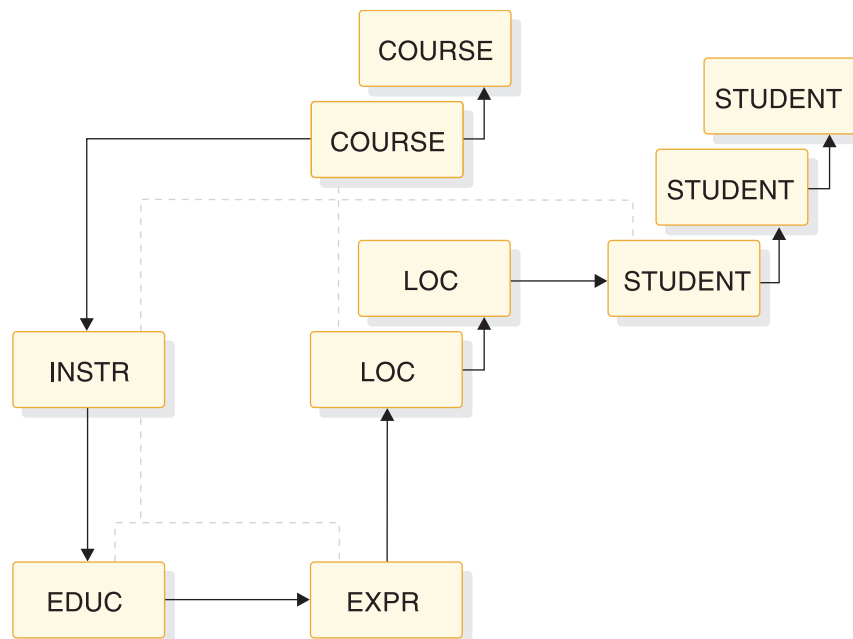 COURSE
STUDENT
COURSE
STUDENT
LOC
STUDENT
INSTR
LOC
EDUC
EXPR